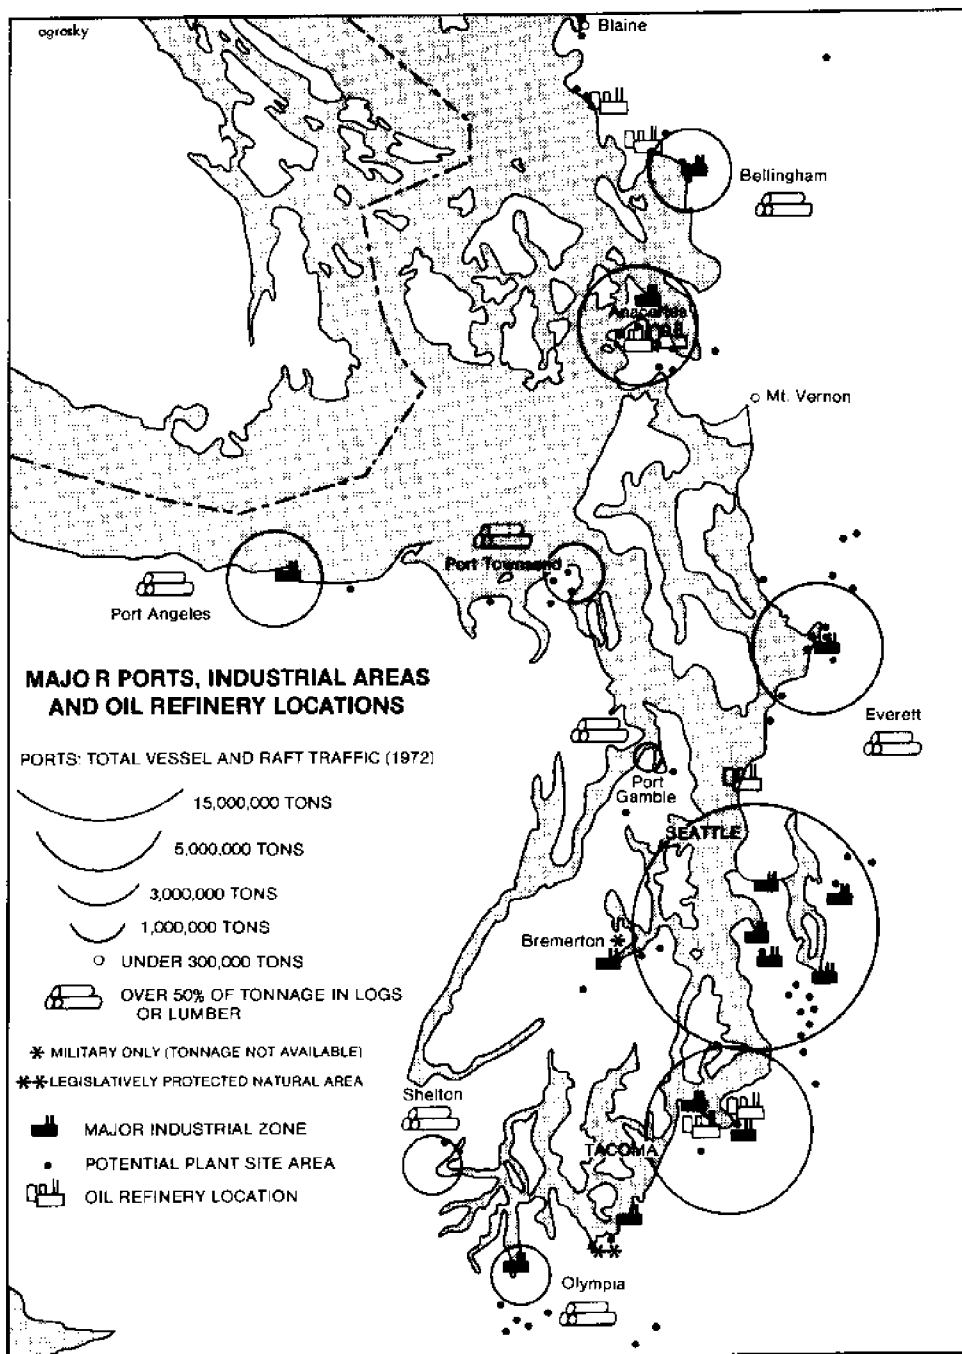 ogrosky
Blaine
Bellingham
Anacortes
Mt. Vernon
Port Townsend
Port Angeles
MAJOR PORTS, INDUSTRIAL AREAS
AND OIL REFINERY LOCATIONS
Everett
PORTS: TOTAL VESSEL AND RAFT TRAFFIC (1972)
15,000,000 TONS
Port
Gamble
SEATTLE
5,000,000 TONS
3,000,000 TONS
1,000,000 TONS
Bremerton *
UNDER 300,000 TONS
OVER 50% OF TONNAGE IN LOGS
OR LUMBER
* MILITARY ONLY (TONNAGE NOT AVAILABLE)
** LEGISLATIVELY PROTECTED NATURAL AREA
Shelton
MAJOR INDUSTRIAL ZONE
TACOMA
POTENTIAL PLANT SITE AREA
OIL REFINERY LOCATION
**
Olympia